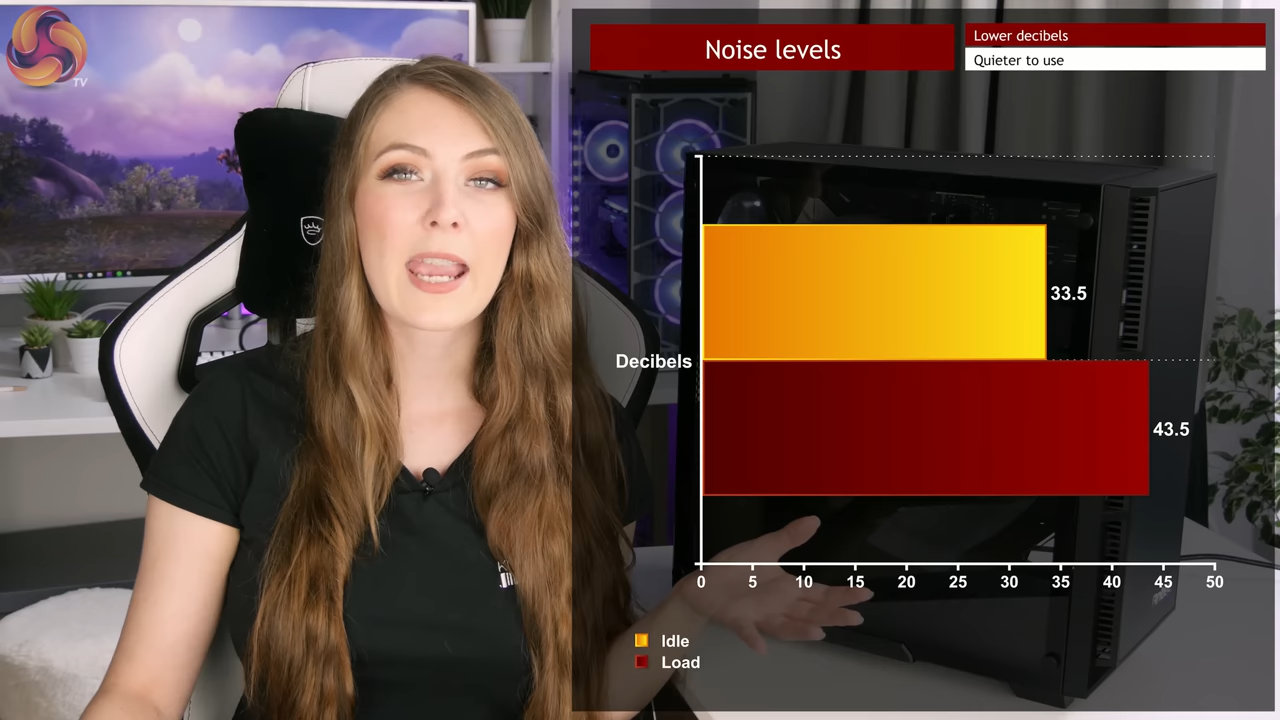 TV
Noise levels
Lower decibels
Quieter to use
33.5
Decibels
43.5
0 5 10 15 20 25 30 35 40 45 50
Idle
Load